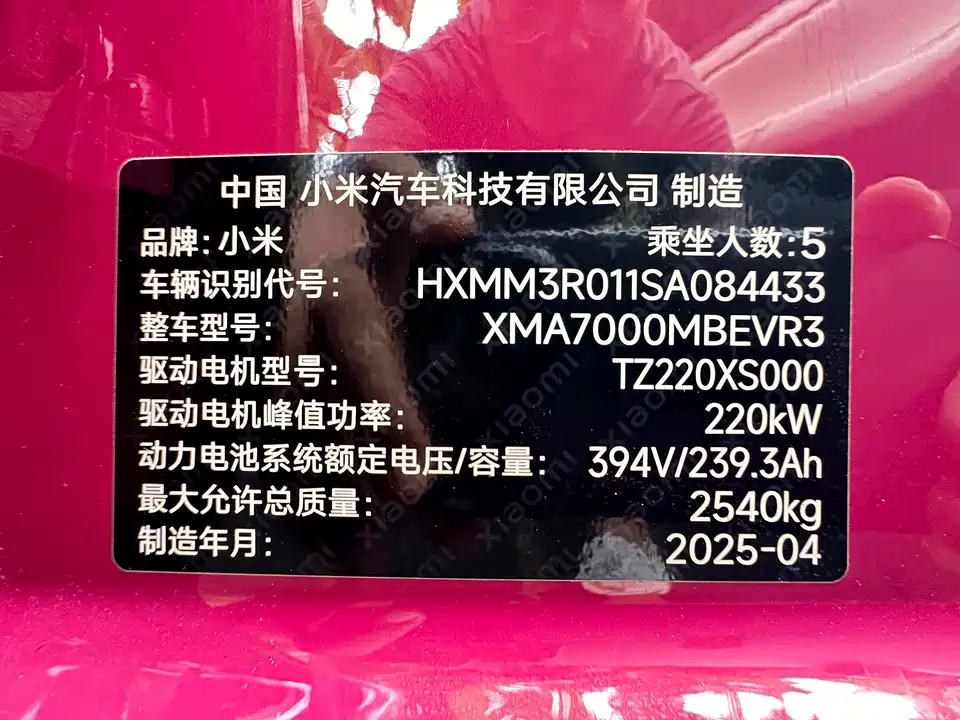 中国 小米汽车科技有限公司 制造
品牌：小米 乘坐人数：5
车辆识别代号： HXMM3R011SA084433
整车型号： XMA7000MBEVR3
驱动电机型号： TZ220XS000
驱动电机峰值功率： 220kW
动力电池系统额定电压/容量： 394V/239.3Ah
最大允许总质量： 2540kg
制造年月： 2025-04